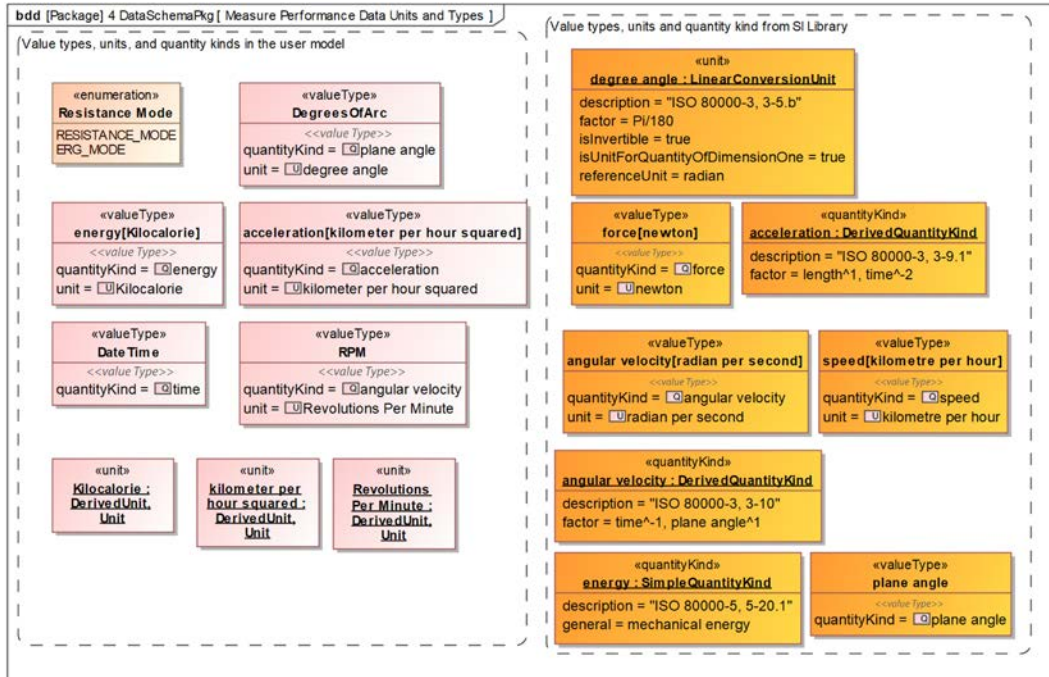 bdd [Package] 4 DataSchemaPkg [ Measure Performance Data Units and Types ]
Value types, units, and quantity kinds in the user model
«enumeration»
Resistance Mode
RESISTANCE_MODE
ERG_MODE
«valueType»
DegreesOfArc
<<value Type>>
quantityKind = Q plane angle
unit = U degree angle
«valueType»
energy[Kilocalorie]
<<value Type>>
quantityKind = Q energy
unit = U Kilocalorie
«valueType»
acceleration[kilometer per hour squared]
<<value Type>>
quantityKind = Q acceleration
unit = U kilometer per hour squared
«valueType»
DateTime
<<value Type>>
quantityKind = Q time
«valueType»
RPM
<<value Type>>
quantityKind = Q angular velocity
unit = U Revolutions Per Minute
«unit»
Kilocalorie :
DerivedUnit,
Unit
«unit»
kilometer per
hour squared :
DerivedUnit,
Unit
«unit»
Revolutions
Per Minute :
DerivedUnit,
Unit
Value types, units and quantity kind from SI Library
«unit»
degree angle : LinearConversionUnit
description = "ISO 80000-3, 3-5.b"
factor = Pi/180
isInvertible = true
isUnitForQuantityOfDimensionOne = true
referenceUnit = radian
«valueType»
force[newton]
<<value Type>>
quantityKind = Q force
unit = U newton
«quantityKind»
acceleration : DerivedQuantityKind
description = "ISO 80000-3, 3-9.1"
factor = length^1, time^-2
«valueType»
angular velocity[radian per second]
<<value Type>>
quantityKind = Q angular velocity
unit = U radian per second
«valueType»
speed[kilometre per hour]
<<value Type>>
quantityKind = Q speed
unit = U kilometre per hour
«quantityKind»
angular velocity : DerivedQuantityKind
description = "ISO 80000-3, 3-10"
factor = time^-1, plane angle^1
«quantityKind»
energy : SimpleQuantityKind
description = "ISO 80000-5, 5-20.1"
general = mechanical energy
«valueType»
plane angle
<<value Type>>
quantityKind = Q plane angle